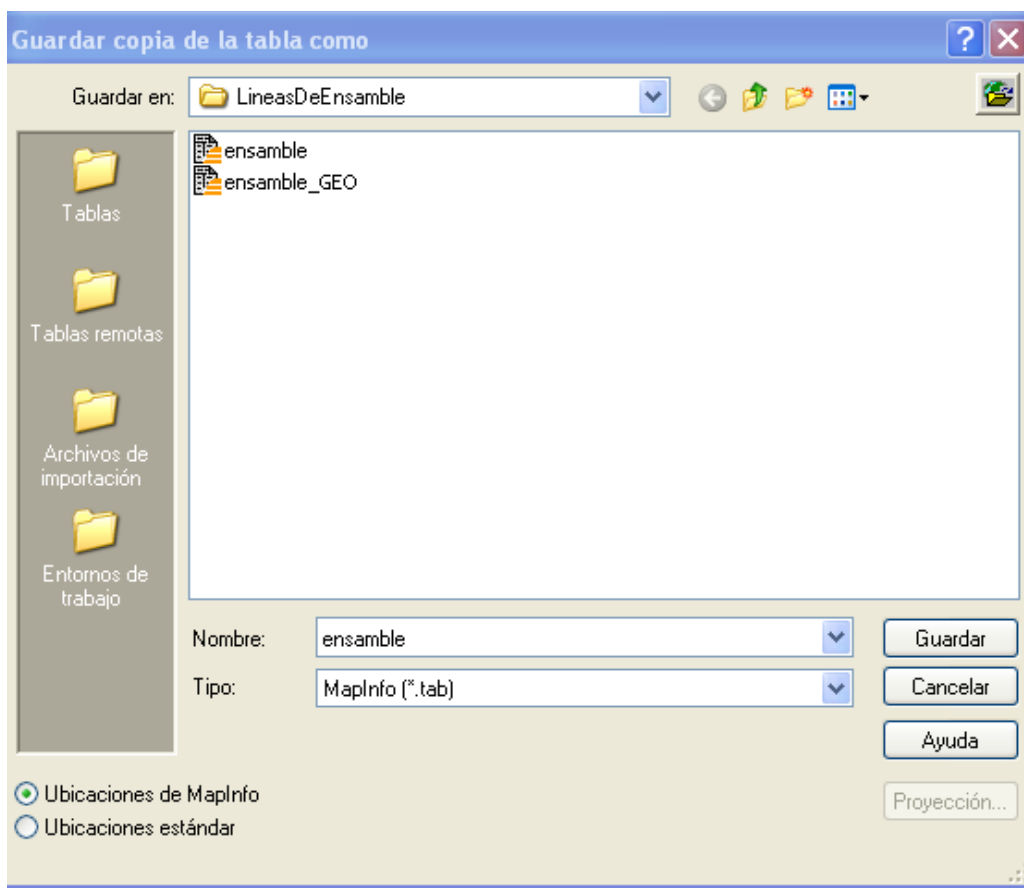 Guardar copia de la tabla como
Guardar en: LineasDeEnsamble
Tablas
Tablas remotas
Archivos de
importación
Entornos de
trabajo
ensamble
ensamble_GEO
Nombre: ensamble Guardar
Tipo: MapInfo (*.tab) Cancelar
Ayuda
Ubicaciones de MapInfo
Proyección...
Ubicaciones estándar